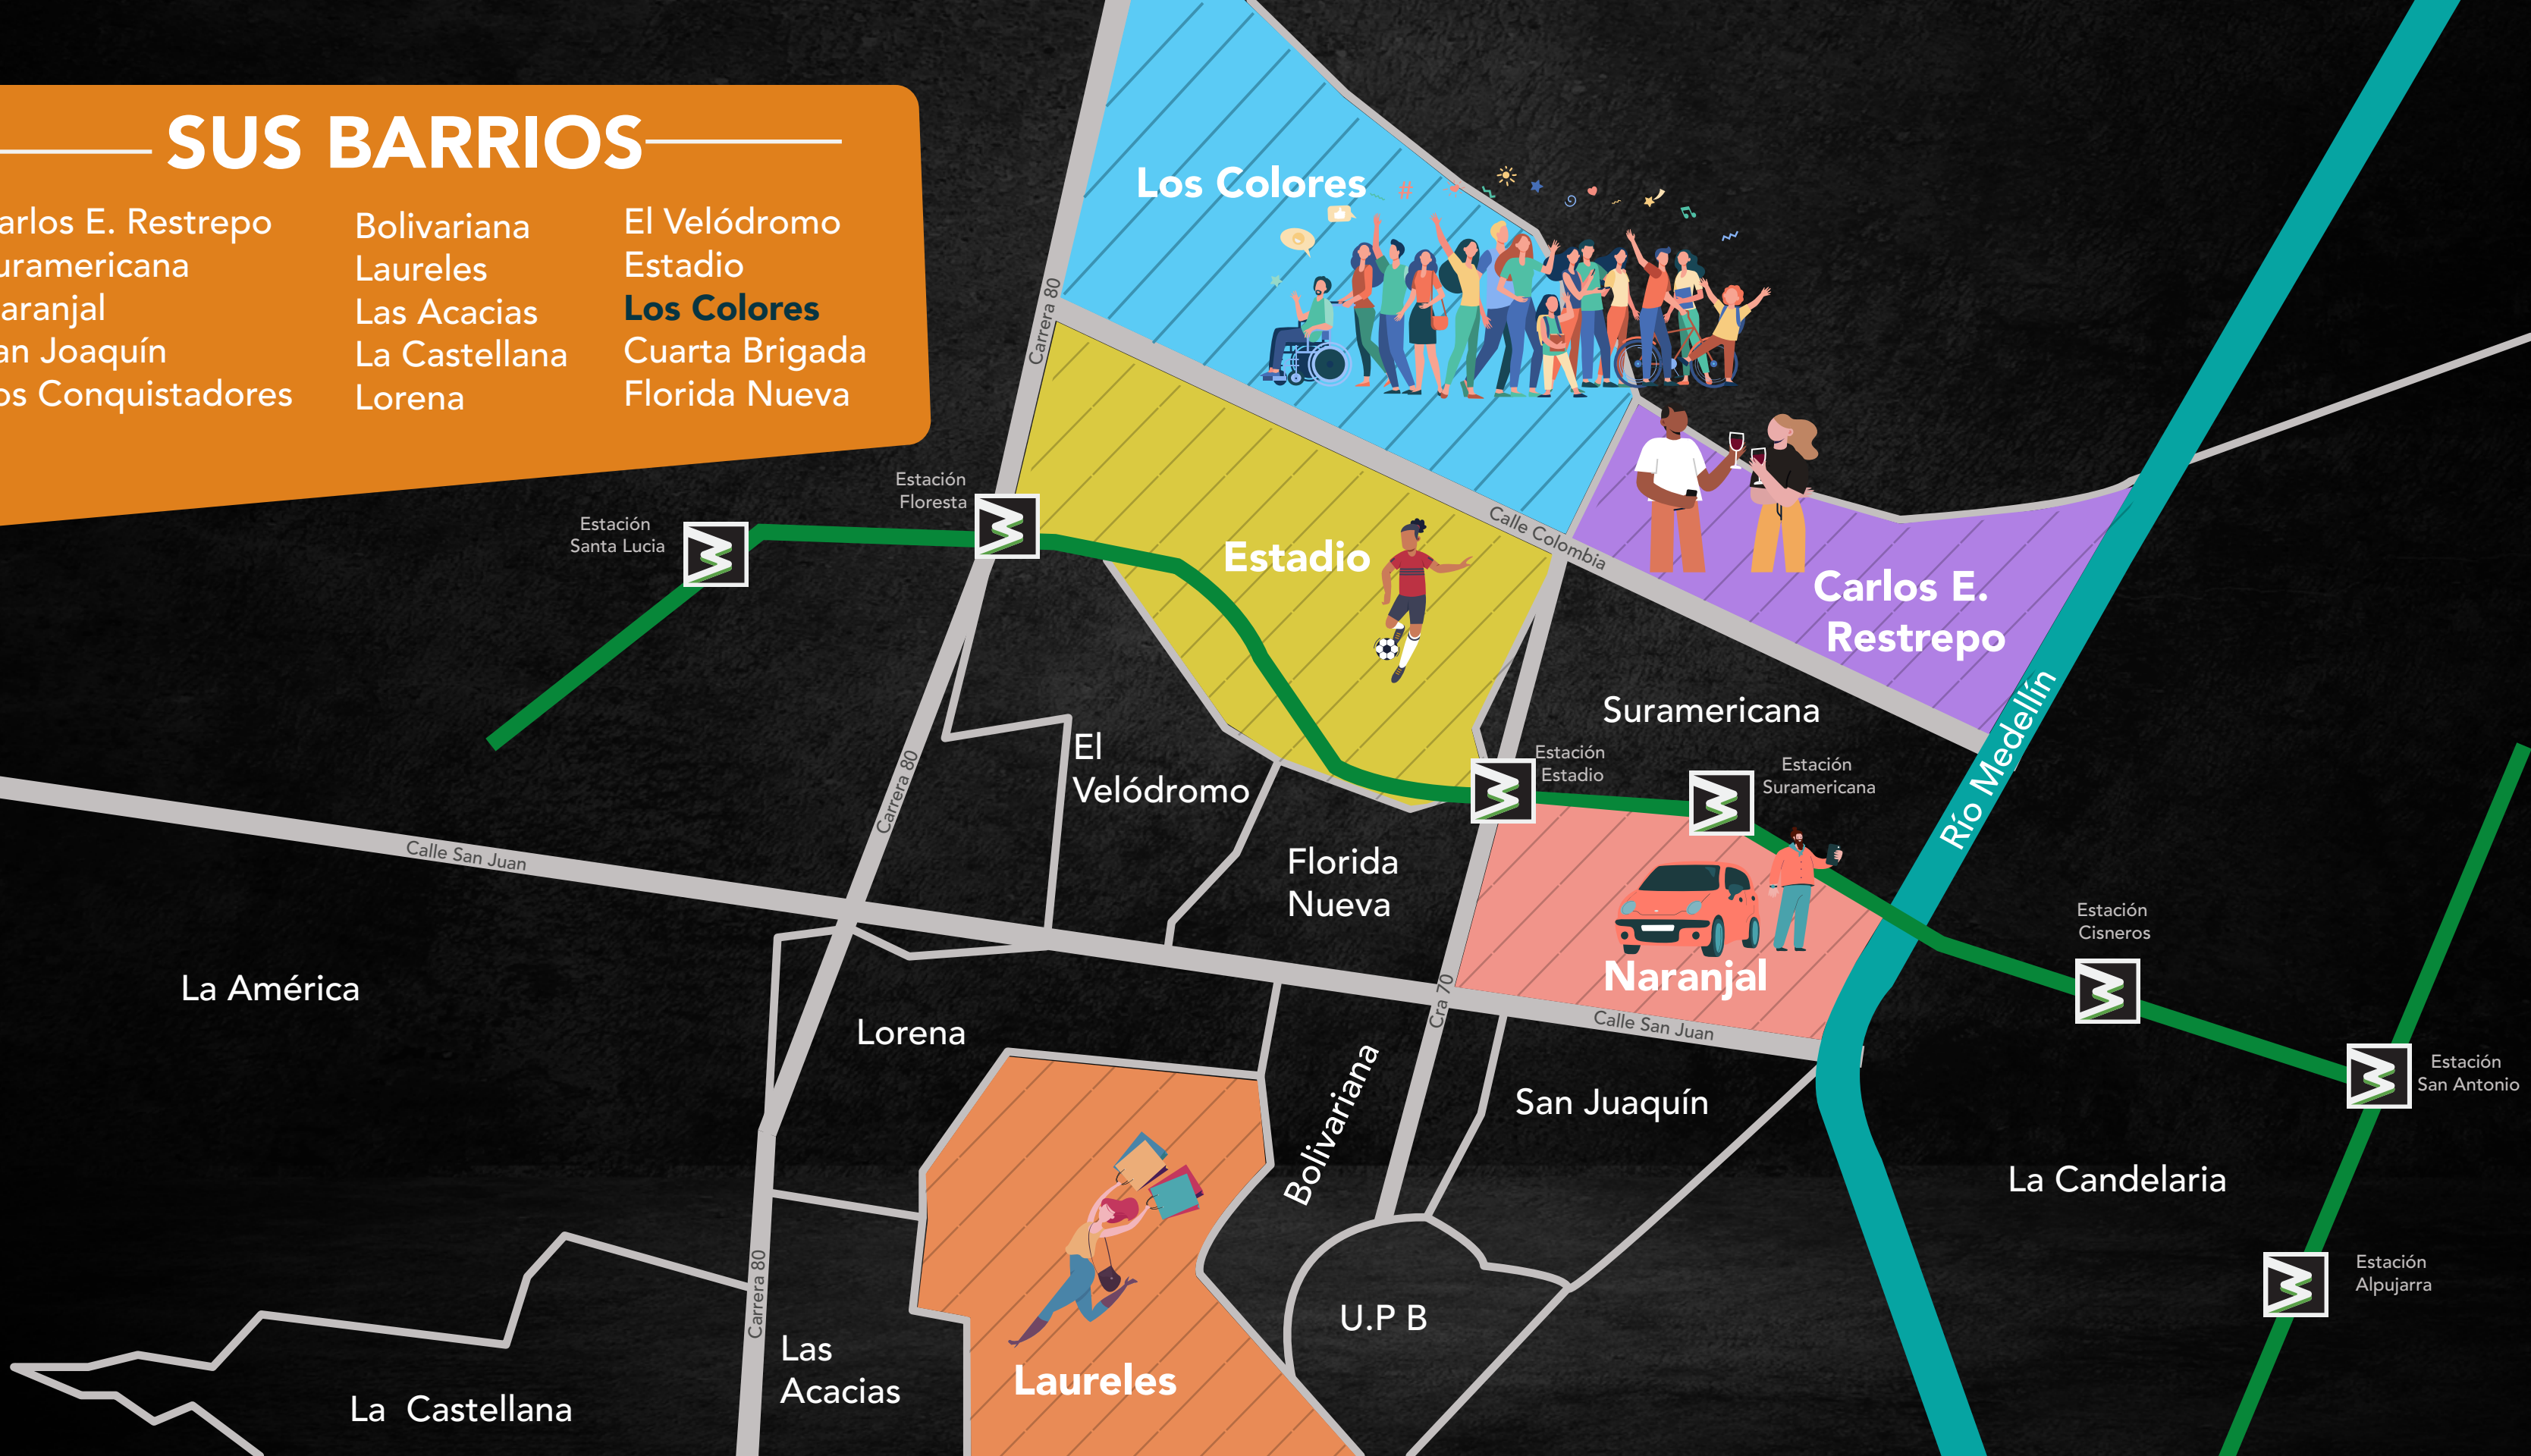 SUS BARRIOS
arlos E. Restrepo
uramericana
aranjal
an Joaquín
os Conquistadores
Bolivariana
Laureles
Las Acacias
La Castellana
Lorena
El Velódromo
Estadio
Los Colores
Cuarta Brigada
Florida Nueva
Los Colores
#
Carrera 80
Estación
Floresta
Estación
Santa Lucia
Estadio
Calle Colombia
Carlos E.
Restrepo
Suramericana
Río Medellín
El
Velódromo
Estación
Estadio
Estación
Suramericana
Carrera 80
Calle San Juan
Florida
Nueva
Naranjal
Estación
Cisneros
La América
Lorena
Cra 70
Calle San Juan
Bolivariana
San Juaquín
Estación
San Antonio
La Candelaria
Carrera 80
U.P B
Estación
Alpujarra
Las
Acacias
Laureles
La Castellana